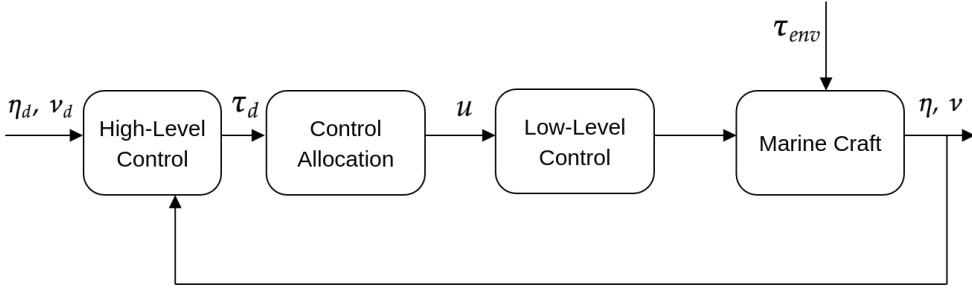 τ_env
η_d, ν_d
High-Level
Control
τ_d
Control
Allocation
u
Low-Level
Control
Marine Craft
η, ν